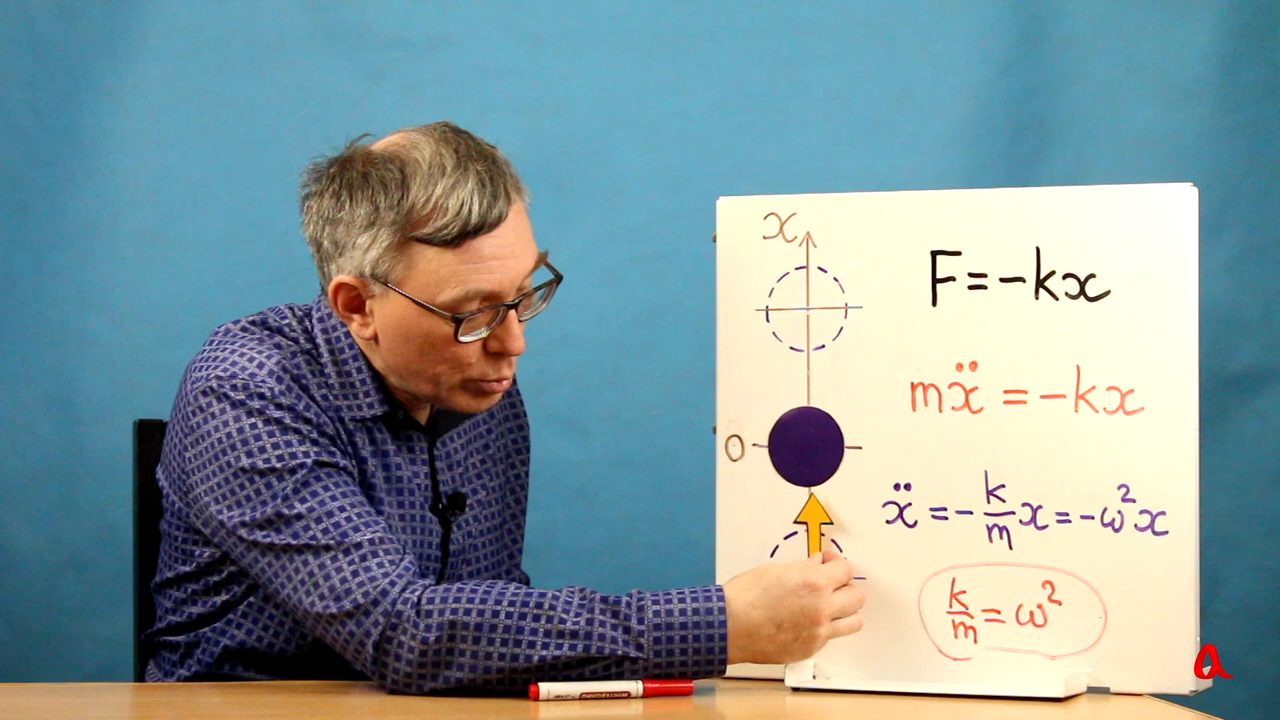 x
F = -kx
mẍ = -kx
0
ẍ = - k/m x = -ω²x
k/m = ω²
a